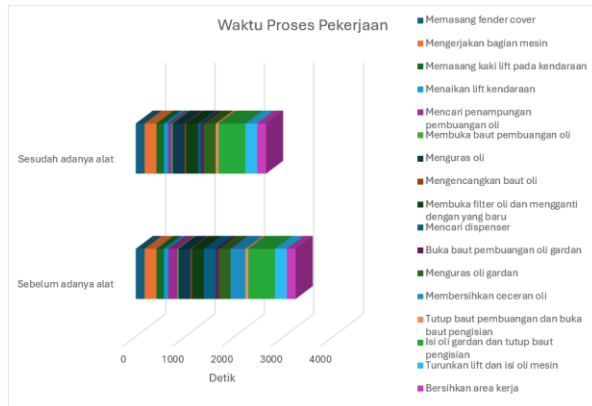 Waktu Proses Pekerjaan
Sesudah adanya alat
Sebelum adanya alat
0
1000
2000
3000
4000
Detik
Memasang fender cover
Mengerjakan bagian mesin
Memasang kaki lift pada kendaraan
Menaikan lift kendaraan
Mencari penampungan
pembuangan oli
Membuka baut pembuangan oli
Menguras oli
Mengencangkan baut oli
Membuka filter oli dan mengganti
dengan yang baru
Mencari dispenser
Buka baut pembuangan oli gardan
Menguras oli gardan
Membersihkan ceceran oli
Tutup baut pembuangan dan buka
baut pengisian
Isi oli gardan dan tutup baut
pengisian
Turunkan lift dan isi oli mesin
Bersihkan area kerja